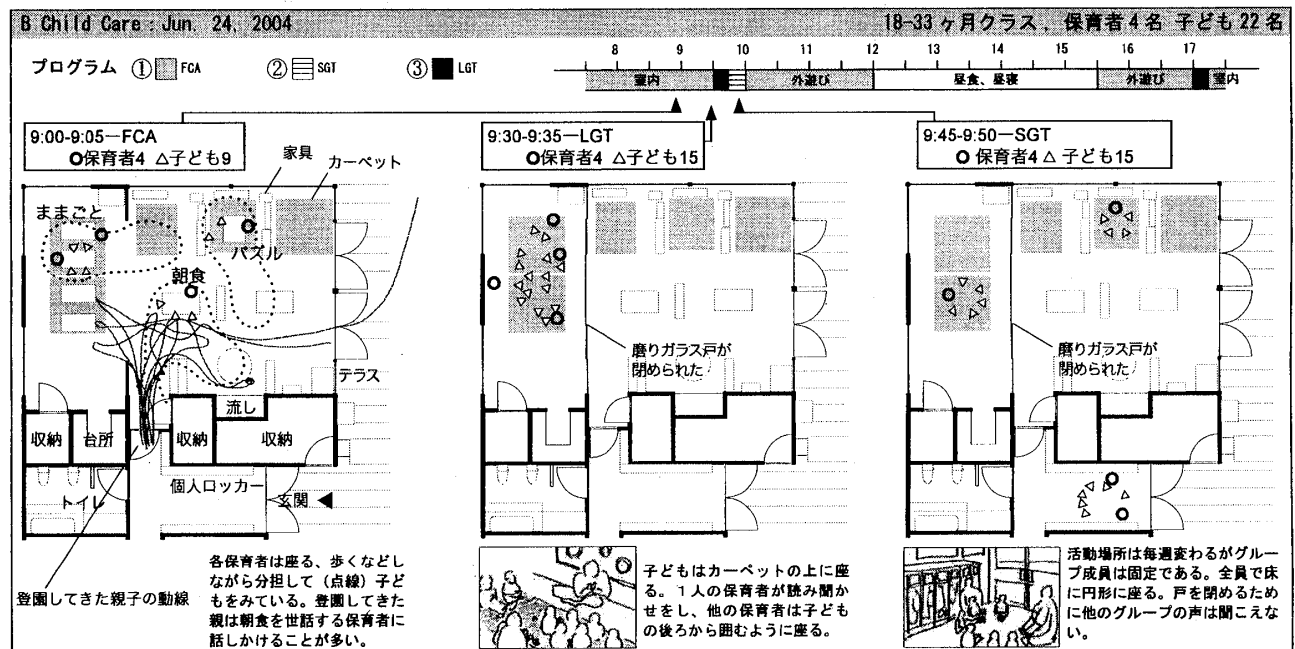 B Child Care : Jun. 24, 2004
18-33 ヶ月クラス, 保育者4名 子ども22名
プログラム ① FCA ② SGT ③ LGT
8 9 10 11 12 13 14 15 16 17
室内 外遊び 昼食、昼寝 外遊び 室内
9:00-9:05—FCA
○保育者4 △子ども9
9:30-9:35—LGT
○保育者4 △子ども15
9:45-9:50—SGT
○ 保育者4 △ 子ども15
家具
カーペット
ままごと
パズル
朝食
テラス
流し
収納 台所 収納 収納
個人ロッカー
玄関 ◀
トイレ
登園してきた親子の動線
磨りガラス戸が
閉められた
磨りガラス戸が
閉められた
各保育者は座る、歩くなどし
ながら分担して(点線)子ど
もをみている。登園してきた
親は朝食を世話する保育者に
話しかけることが多い。
子どもはカーペットの上に座
る。1人の保育者が読み聞か
せをし、他の保育者は子ども
の後ろから囲むように座る。
活動場所は毎週変わるがグルー
プ成員は固定である。全員で床
に円形に座る。戸を閉めるため
に他のグループの声は聞こえな
い。